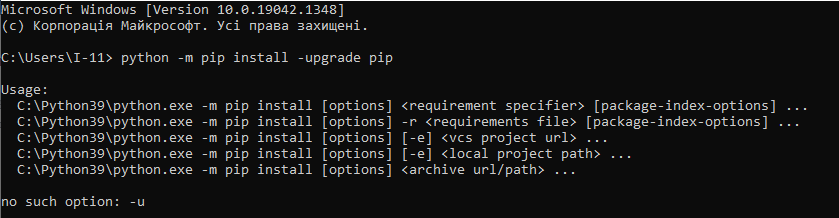 Microsoft Windows [Version 10.0.19042.1348]
(c) Корпорація Майкрософт. Усі права захищені.
C:\Users\I-11> python -m pip install -upgrade pip
Usage:
C:\Python39\python.exe -m pip install [options] <requirement specifier> [package-index-options] ...
C:\Python39\python.exe -m pip install [options] -r <requirements file> [package-index-options] ...
C:\Python39\python.exe -m pip install [options] [-e] <vcs project url> ...
C:\Python39\python.exe -m pip install [options] [-e] <local project path> ...
C:\Python39\python.exe -m pip install [options] <archive url/path> ...
no such option: -u